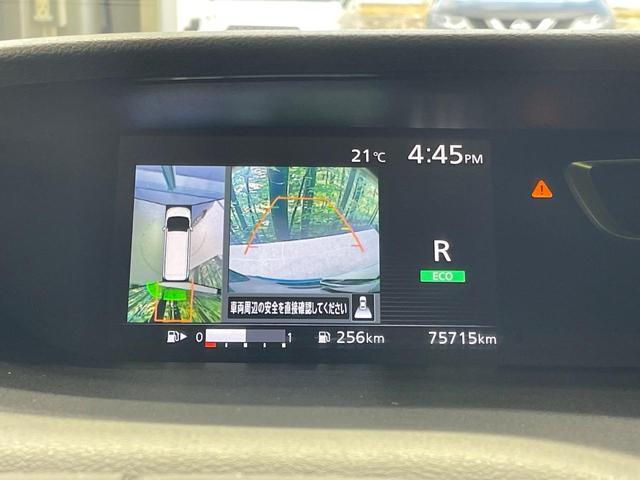 21℃ 4:45PM
R
ECO
車両周辺の安全を直接確認してください
0 1 256km 75715km